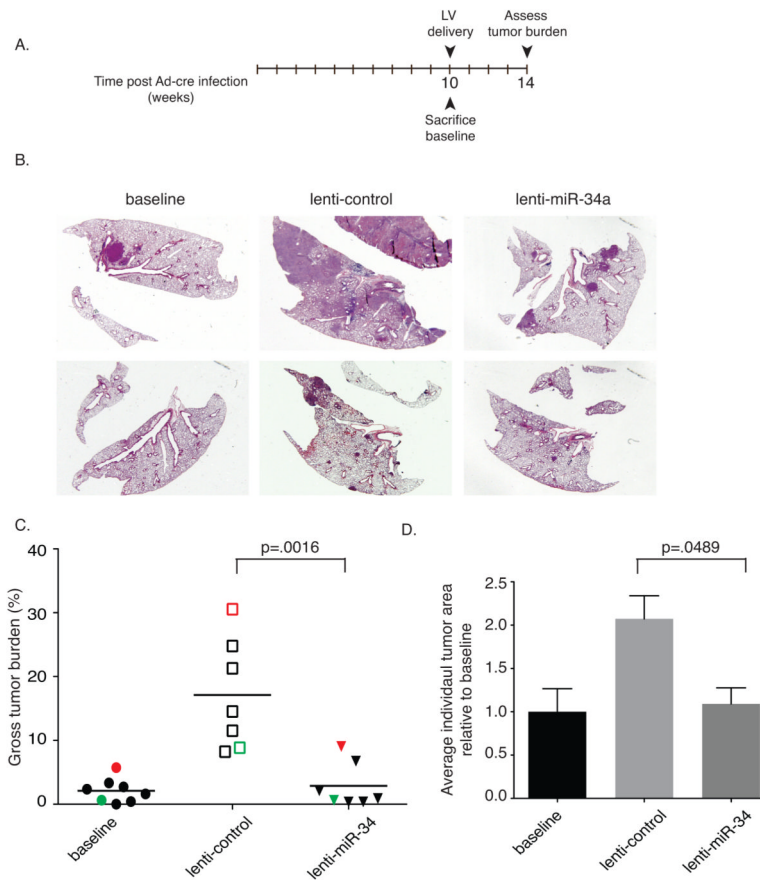 A.
LV
delivery
Assess
tumor burden
Time post Ad-cre infection
(weeks)
10
14
Sacrifice
baseline
B.
baseline
lenti-control
lenti-miR-34a
C.
p=.0016
Gross tumor burden (%)
40
30
20
10
0
baseline
lenti-control
lenti-miR-34
D.
p=.0489
Average individaul tumor area
relative to baseline
2.5
2.0
1.5
1.0
0.5
0.0
baseline
lenti-control
lenti-miR-34